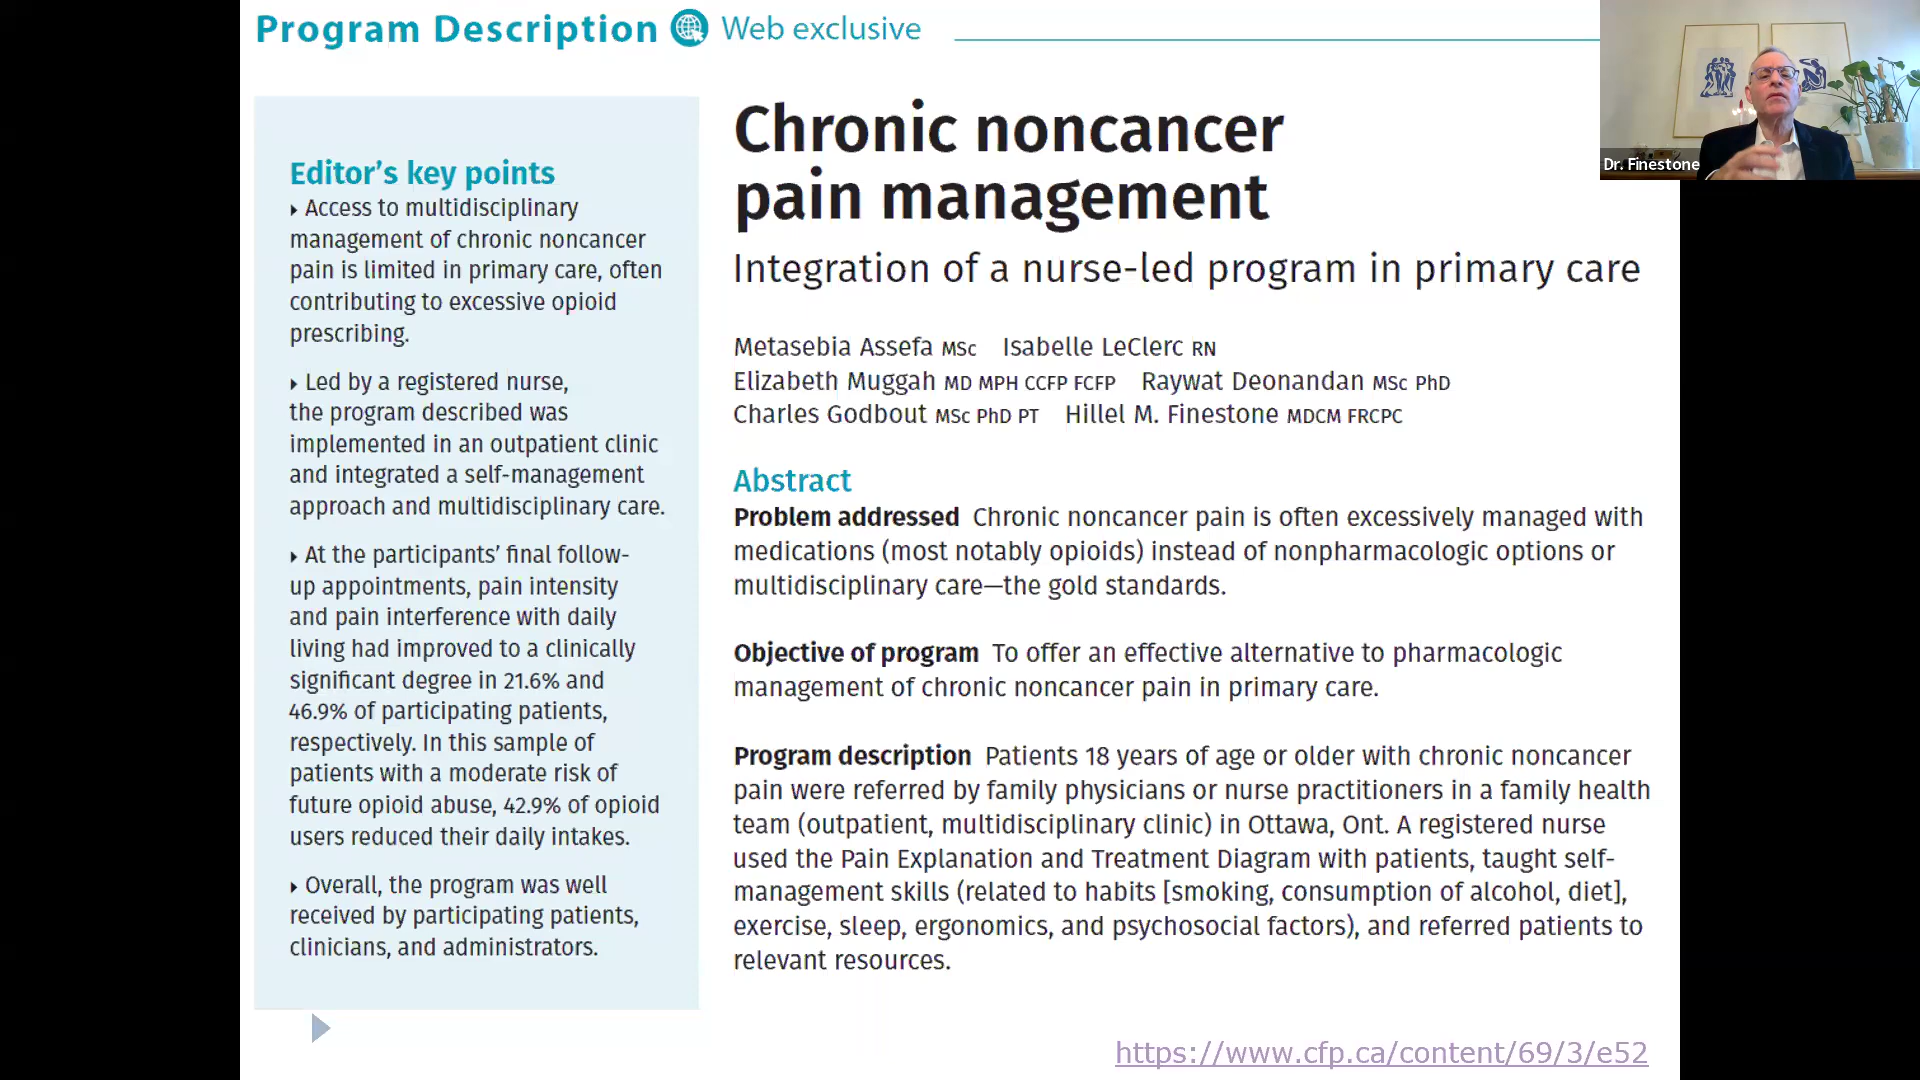 Program Description Web exclusive
Editor's key points
‣ Access to multidisciplinary
management of chronic noncancer
pain is limited in primary care, often
contributing to excessive opioid
prescribing.
‣ Led by a registered nurse,
the program described was
implemented in an outpatient clinic
and integrated a self-management
approach and multidisciplinary care.
‣ At the participants' final follow-
up appointments, pain intensity
and pain interference with daily
living had improved to a clinically
significant degree in 21.6% and
46.9% of participating patients,
respectively. In this sample of
patients with a moderate risk of
future opioid abuse, 42.9% of opioid
users reduced their daily intakes.
‣ Overall, the program was well
received by participating patients,
clinicians, and administrators.
Chronic noncancer
pain management
Integration of a nurse-led program in primary care
Metasebia Assefa MSc Isabelle LeClerc RN
Elizabeth Muggah MD MPH CCFP FCFP Raywat Deonandan MSc PhD
Charles Godbout MSc PhD PT Hillel M. Finestone MDCM FRCPC
Abstract
Problem addressed Chronic noncancer pain is often excessively managed with
medications (most notably opioids) instead of nonpharmacologic options or
multidisciplinary care—the gold standards.
Objective of program To offer an effective alternative to pharmacologic
management of chronic noncancer pain in primary care.
Program description Patients 18 years of age or older with chronic noncancer
pain were referred by family physicians or nurse practitioners in a family health
team (outpatient, multidisciplinary clinic) in Ottawa, Ont. A registered nurse
used the Pain Explanation and Treatment Diagram with patients, taught self-
management skills (related to habits [smoking, consumption of alcohol, diet],
exercise, sleep, ergonomics, and psychosocial factors), and referred patients to
relevant resources.
https://www.cfp.ca/content/69/3/e52
Dr. Finestone